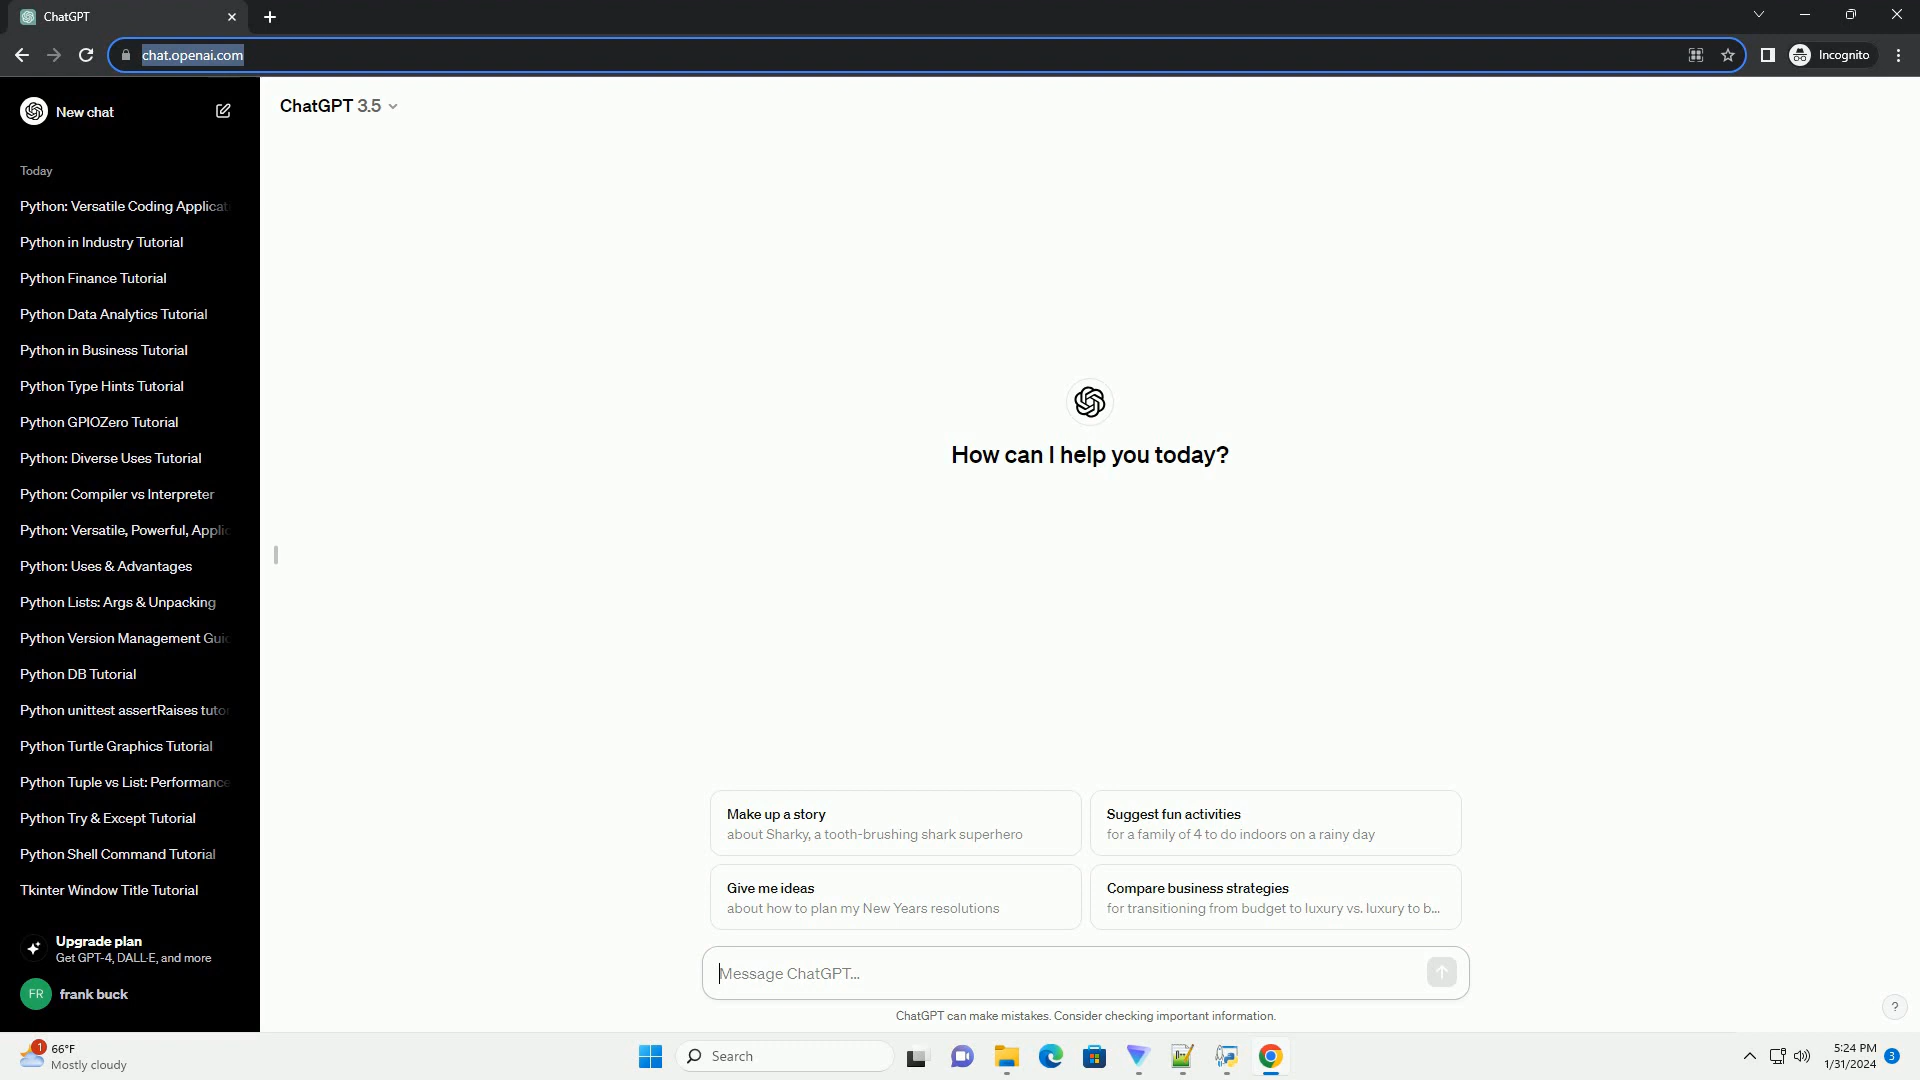 ChatGPT
chat.openai.com
Incognito
New chat
ChatGPT 3.5
Today
Python: Versatile Coding Applicat
Python in Industry Tutorial
Python Finance Tutorial
Python Data Analytics Tutorial
Python in Business Tutorial
Python Type Hints Tutorial
Python GPIOZero Tutorial
Python: Diverse Uses Tutorial
Python: Compiler vs Interpreter
Python: Versatile, Powerful, Applic
Python: Uses & Advantages
Python Lists: Args & Unpacking
Python Version Management Guid
Python DB Tutorial
Python unittest assertRaises tutor
Python Turtle Graphics Tutorial
Python Tuple vs List: Performance
Python Try & Except Tutorial
Python Shell Command Tutorial
Tkinter Window Title Tutorial
Upgrade plan
Get GPT-4, DALL·E, and more
FR
frank buck
How can I help you today?
Make up a story
about Sharky, a tooth-brushing shark superhero
Suggest fun activities
for a family of 4 to do indoors on a rainy day
Give me ideas
about how to plan my New Years resolutions
Compare business strategies
for transitioning from budget to luxury vs. luxury to b...
Message ChatGPT...
ChatGPT can make mistakes. Consider checking important information.
?
1
66°F
Mostly cloudy
Search
5:24 PM
1/31/2024
3